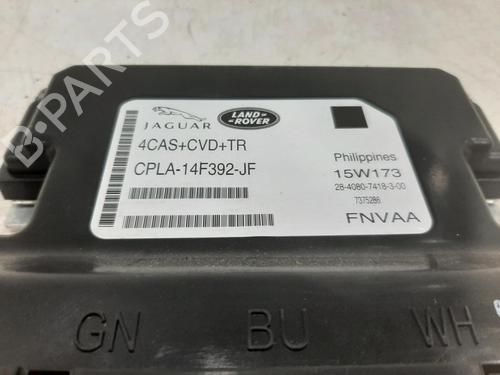 B-PARTS
JAGUAR
LAND ROVER
4CAS+CVD+TR
CPLA-14F392-JF
Philippines
15W173
28-4080-7418-3-00
7375286
FNVAA
GN BU WH